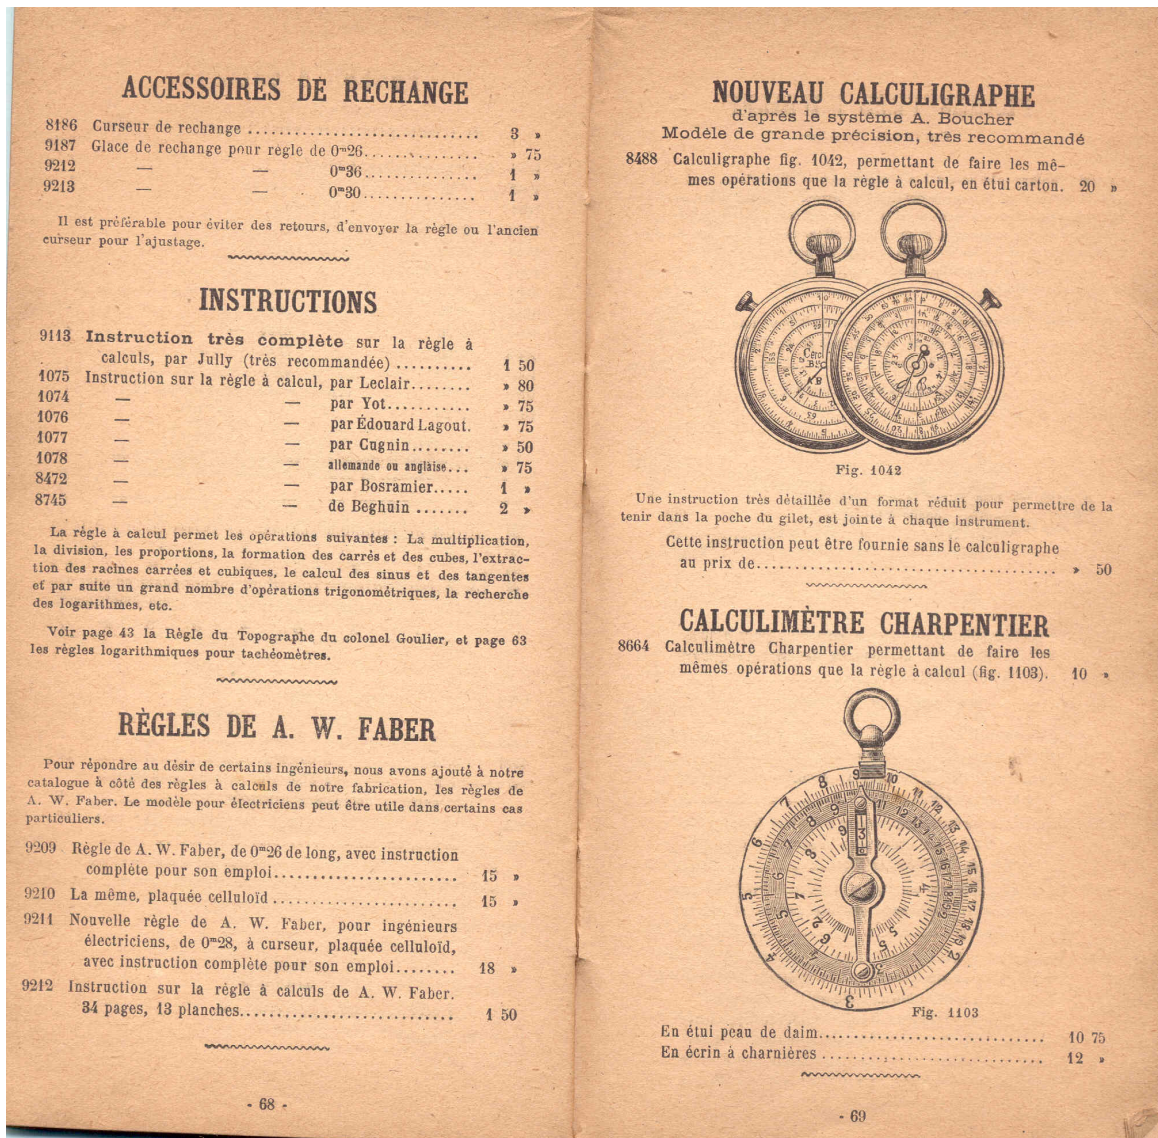 ACCESSOIRES DE RECHANGE
8186 Curseur de rechange .............................. 3 »
9187 Glace de rechange pour règle de 0ᵐ26............... » 75
9212 — — 0ᵐ36............... 1 »
9213 — — 0ᵐ30............... 1 »
Il est préférable pour éviter des retours, d'envoyer la règle ou l'ancien
curseur pour l'ajustage.
INSTRUCTIONS
9113 Instruction très complète sur la règle à
calculs, par Jully (très recommandée) .......... 1 50
1075 Instruction sur la règle à calcul, par Leclair........ » 80
1074 — — par Yot........... » 75
1076 — — par Édouard Lagout. » 75
1077 — — par Cugnin........ » 50
1078 — — allemande ou anglaise... » 75
8472 — — par Bosramier..... 1 »
8745 — — de Beghuin ....... 2 »
La règle à calcul permet les opérations suivantes : La multiplication,
la division, les proportions, la formation des carrés et des cubes, l'extrac-
tion des racines carrées et cubiques, le calcul des sinus et des tangentes
et par suite un grand nombre d'opérations trigonométriques, la recherche
des logarithmes, etc.
Voir page 43 la Règle du Topographe du colonel Goulier, et page 63
les règles logarithmiques pour tachéomètres.
RÈGLES DE A. W. FABER
Pour répondre au désir de certains ingénieurs, nous avons ajouté à notre
catalogue à côté des règles à calculs de notre fabrication, les règles de
A. W. Faber. Le modèle pour électriciens peut être utile dans certains cas
particuliers.
9209 Règle de A. W. Faber, de 0ᵐ26 de long, avec instruction
complète pour son emploi........................ 15 »
9210 La même, plaquée celluloïd ........................ 15 »
9211 Nouvelle règle de A. W. Faber, pour ingénieurs
électriciens, de 0ᵐ28, à curseur, plaquée celluloïd,
avec instruction complète pour son emploi........ 18 »
9212 Instruction sur la règle à calculs de A. W. Faber.
34 pages, 13 planches............................ 1 50
- 68 -
NOUVEAU CALCULIGRAPHE
d'après le système A. Boucher
Modèle de grande précision, très recommandé
8488 Calculigraphe fig. 1042, permettant de faire les mê-
mes opérations que la règle à calcul, en étui carton. 20 »
Fig. 1042
Une instruction très détaillée d'un format réduit pour permettre de la
tenir dans la poche du gilet, est jointe à chaque instrument.
Cette instruction peut être fournie sans le calculigraphe
au prix de....................................... » 50
CALCULIMÈTRE CHARPENTIER
8664 Calculimètre Charpentier permettant de faire les
mêmes opérations que la règle à calcul (fig. 1103). 10 »
Fig. 1103
En étui peau de daim............................. 10 75
En écrin à charnières ............................ 12 »
- 69